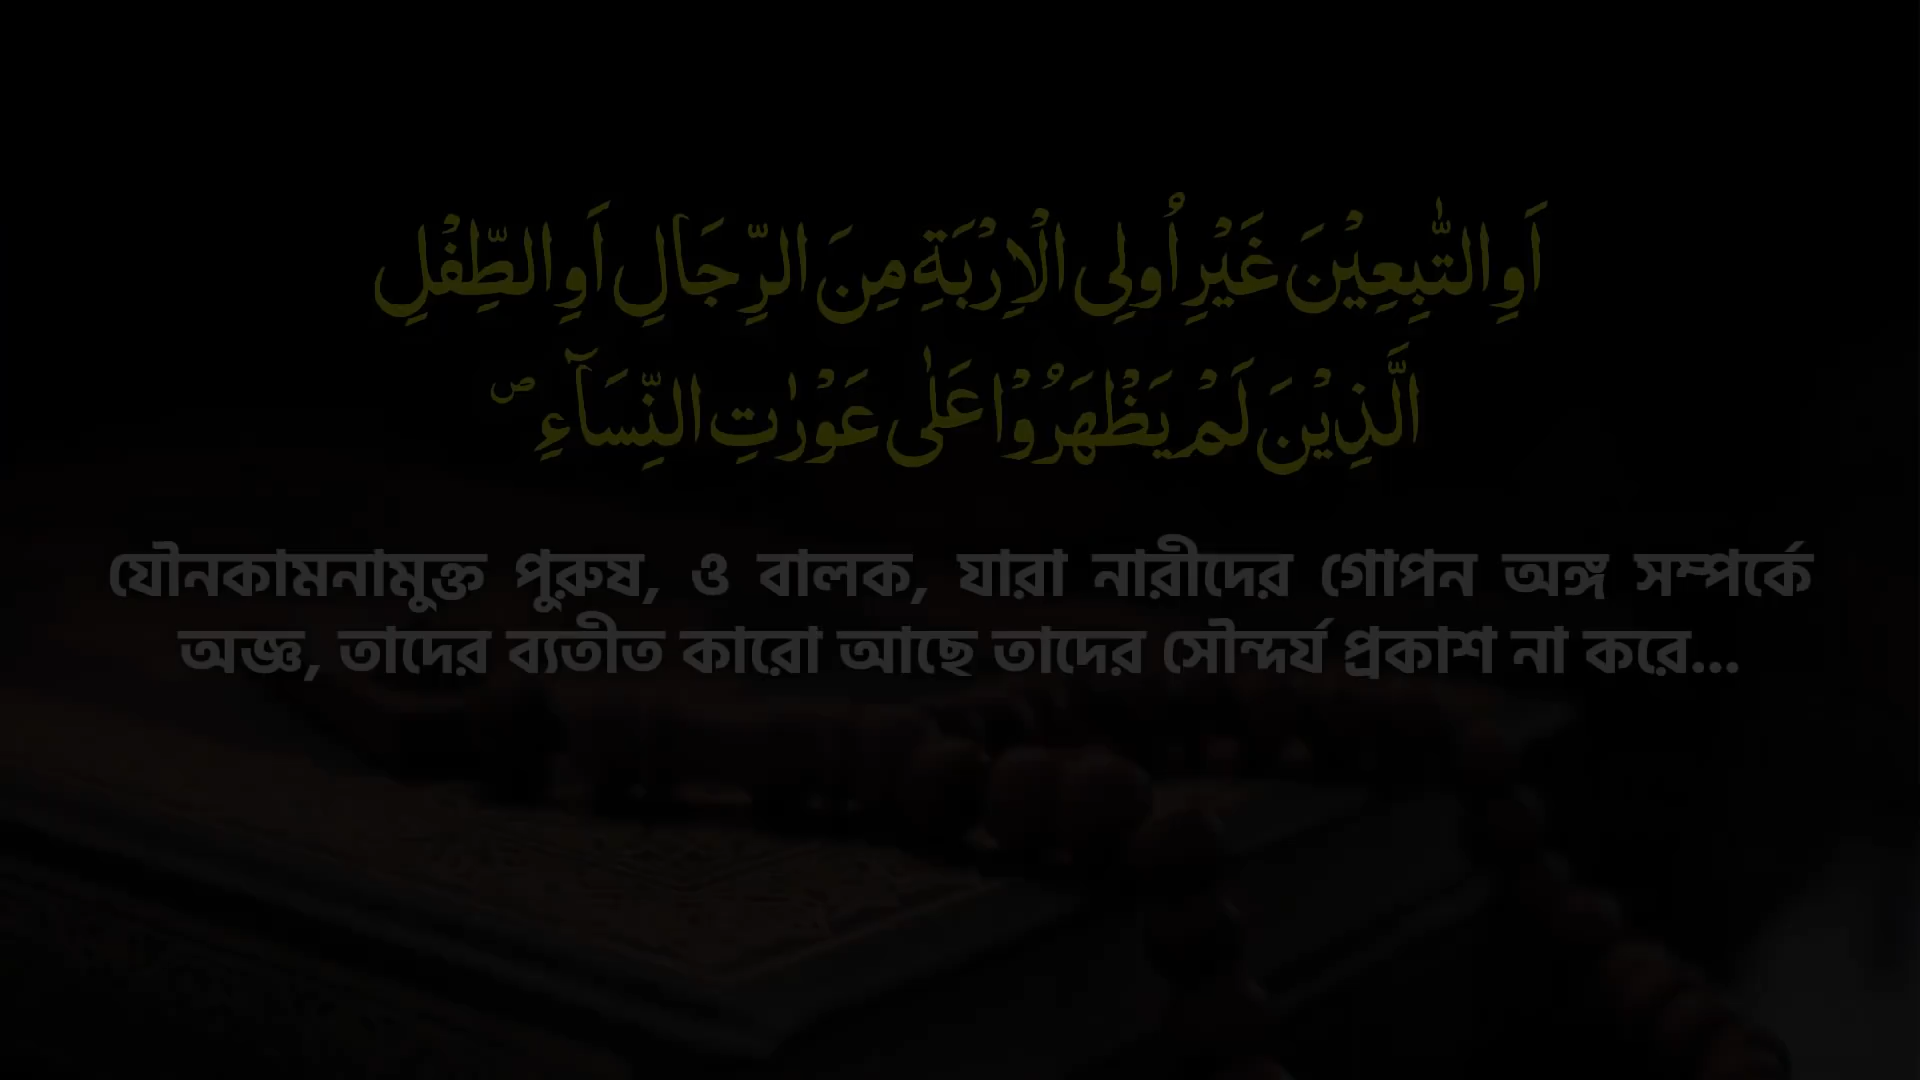 اَوِ التّٰبِعِیْنَ غَیْرِ اُولِی الْاِرْبَةِ مِنَ الرِّجَالِ اَوِ الطِّفْلِ
الَّذِیْنَ لَمْ یَظْهَرُوْا عَلٰی عَوْرٰتِ النِّسَآءِ ۪
যৌনকামনামুক্ত পুরুষ, ও বালক, যারা নারীদের গোপন অঙ্গ সম্পর্কে
অজ্ঞ, তাদের ব্যতীত কারো আছে তাদের সৌন্দর্য প্রকাশ না করে...